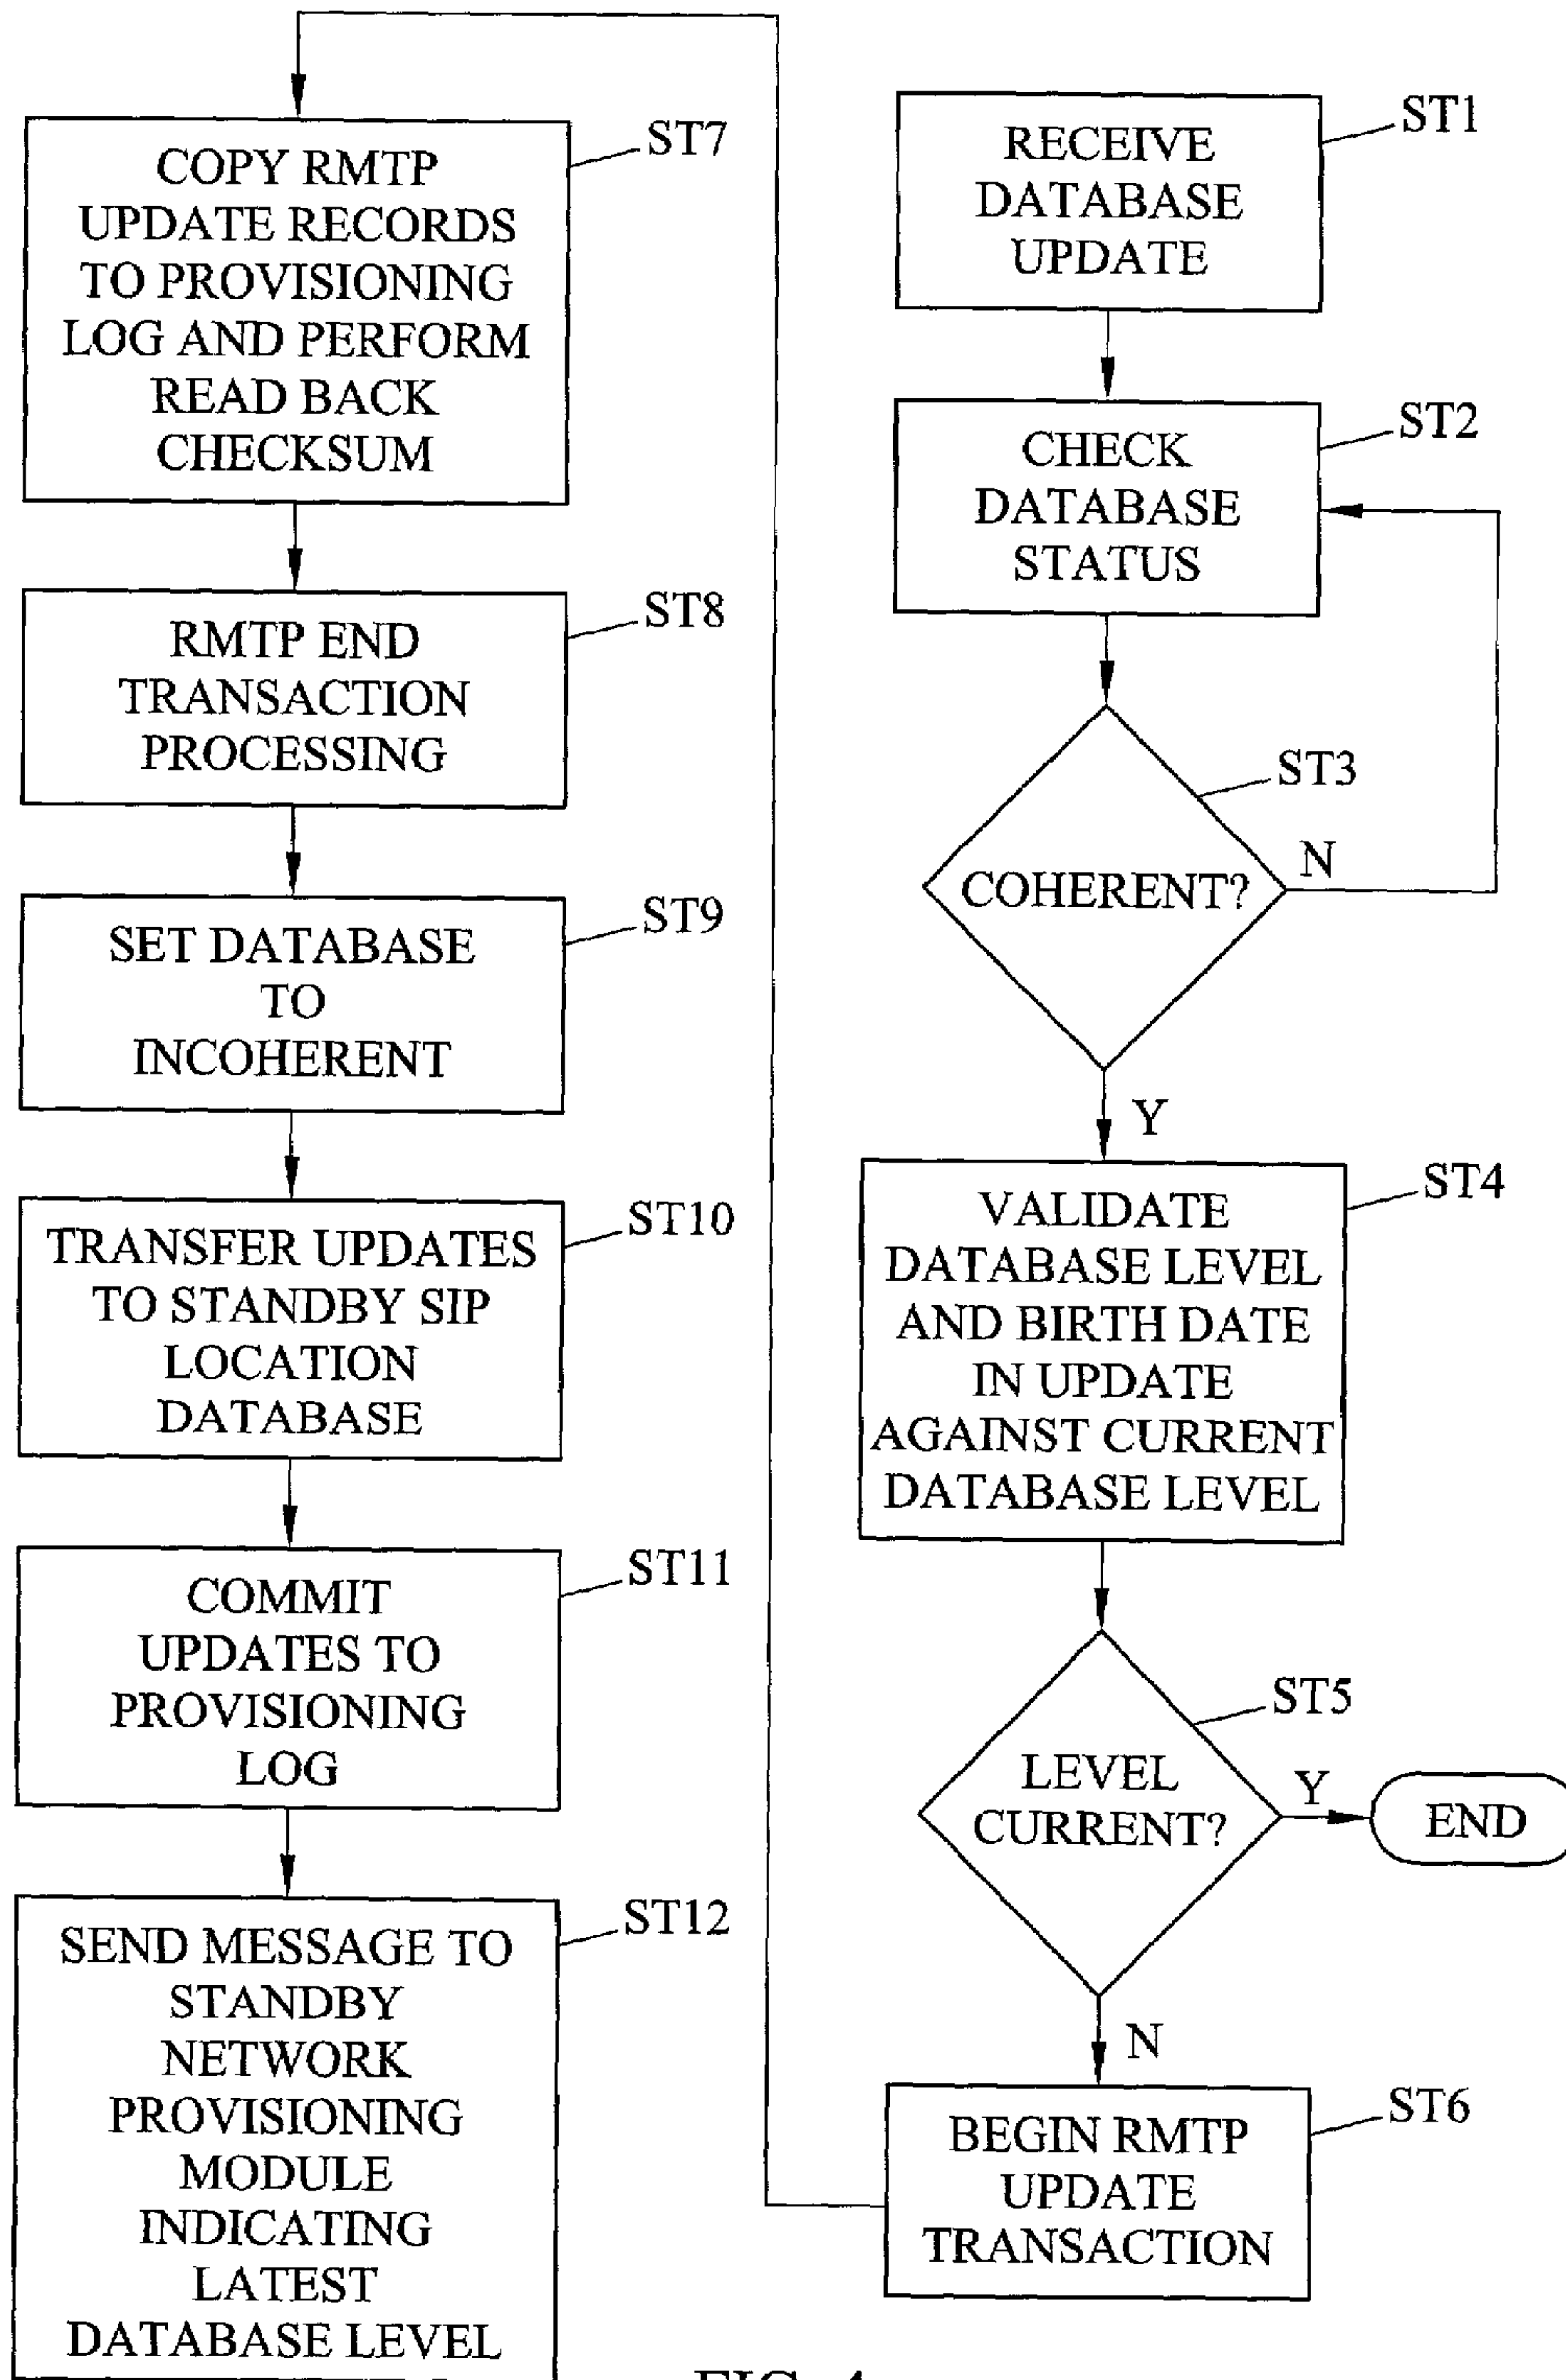 RECEIVE
DATABASE
UPDATE
ST1
CHECK
DATABASE
STATUS
ST2
COHERENT?
ST3
N
Y
VALIDATE
DATABASE LEVEL
AND BIRTH DATE
IN UPDATE
AGAINST CURRENT
DATABASE LEVEL
ST4
LEVEL
CURRENT?
ST5
Y
END
N
BEGIN RMTP
UPDATE
TRANSACTION
ST6
COPY RMTP
UPDATE RECORDS
TO PROVISIONING
LOG AND PERFORM
READ BACK
CHECKSUM
ST7
RMTP END
TRANSACTION
PROCESSING
ST8
SET DATABASE
TO
INCOHERENT
ST9
TRANSFER UPDATES
TO STANDBY SIP
LOCATION
DATABASE
ST10
COMMIT
UPDATES TO
PROVISIONING
LOG
ST11
SEND MESSAGE TO
STANDBY
NETWORK
PROVISIONING
MODULE
INDICATING
LATEST
DATABASE LEVEL
ST12
FIG. 4